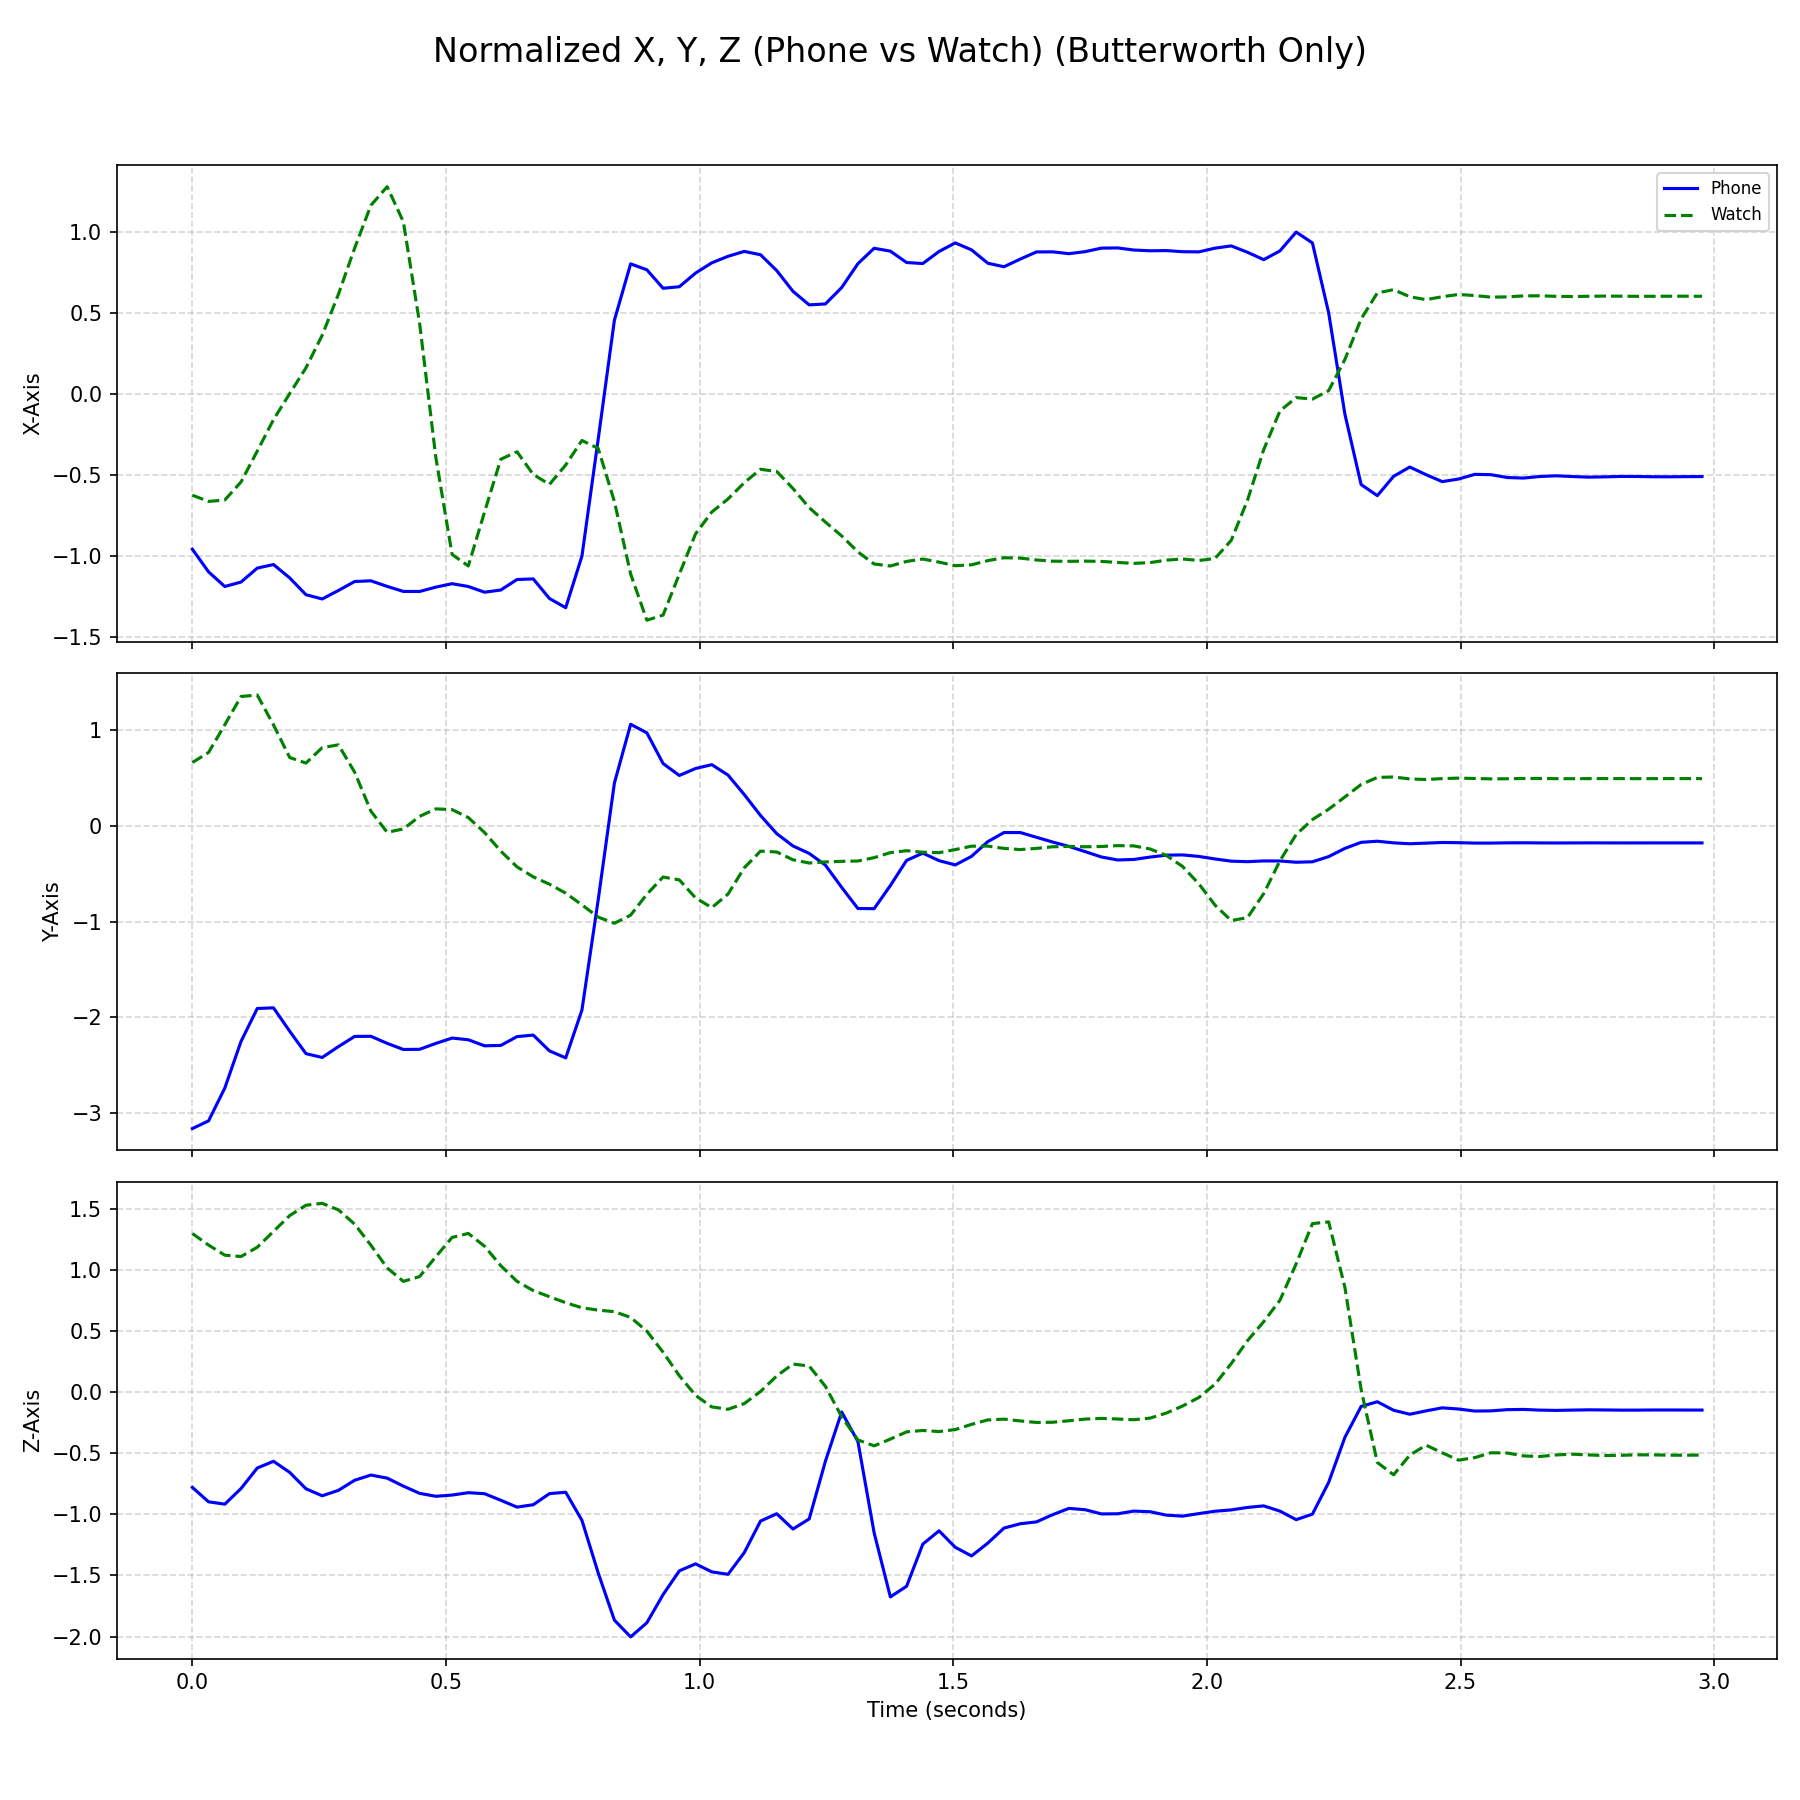 Normalized X, Y, Z (Phone vs Watch) (Butterworth Only)
Phone
Watch
X-Axis
1.0
0.5
0.0
−0.5
−1.0
−1.5
Y-Axis
1
0
−1
−2
−3
Z-Axis
1.5
1.0
0.5
0.0
−0.5
−1.0
−1.5
−2.0
0.0 0.5 1.0 1.5 2.0 2.5 3.0
Time (seconds)